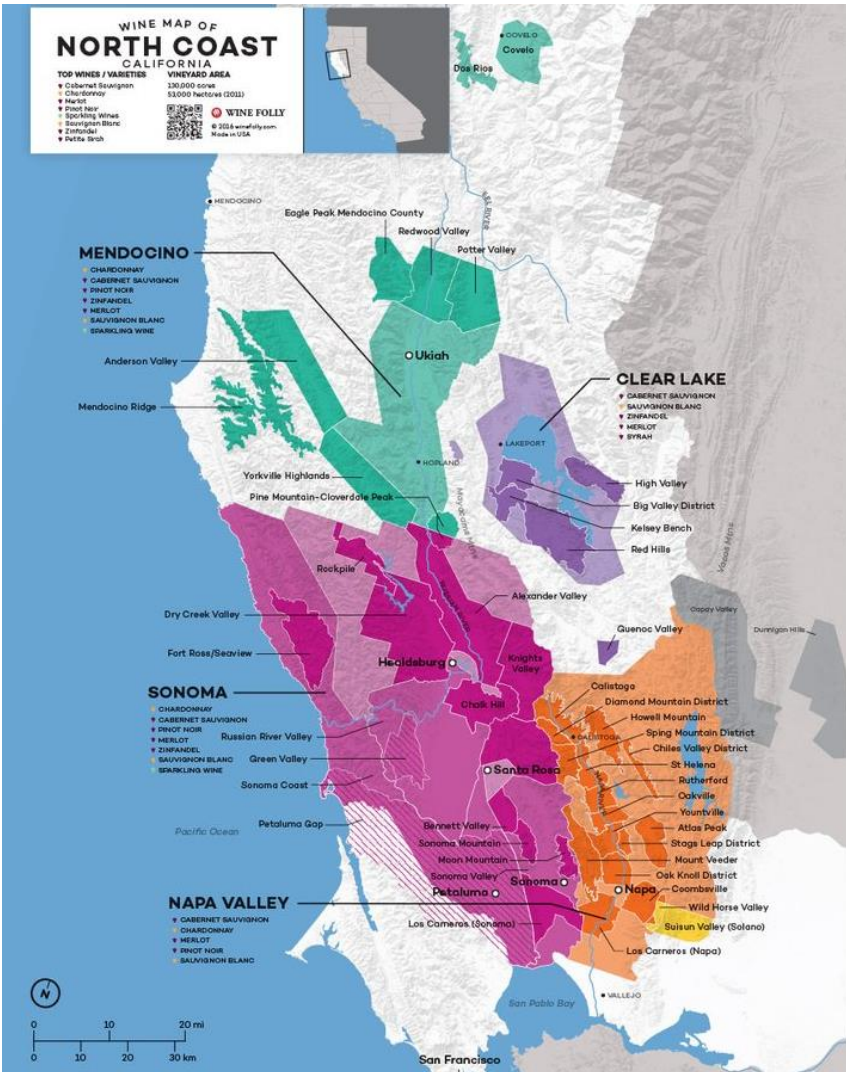 WINE MAP OF
NORTH COAST
CALIFORNIA
TOP WINES / VARIETIES
Cabernet Sauvignon
Chardonnay
Merlot
Pinot Noir
Sparkling Wines
Sauvignon Blanc
Zinfandel
Petite Sirah
VINEYARD AREA
130,000 acres
53,000 hectares (2011)
WINE FOLLY
© 2016 winefolly.com
Made in USA
COVELO
Covelo
Dos Rios
MENDOCINO
EEL RIVER
Eagle Peak Mendocino County
Redwood Valley
Potter Valley
MENDOCINO
CHARDONNAY
CABERNET SAUVIGNON
PINOT NOIR
ZINFANDEL
MERLOT
SAUVIGNON BLANC
SPARKLING WINE
Ukiah
Anderson Valley
Mendocino Ridge
CLEAR LAKE
CABERNET SAUVIGNON
SAUVIGNON BLANC
ZINFANDEL
MERLOT
SYRAH
LAKEPORT
HOPLAND
High Valley
Big Valley District
Kelsey Bench
Red Hills
Yorkville Highlands
Pine Mountain-Cloverdale Peak
Mayacamas Mtns
Vacas Mtns
Rockpile
Alexander Valley
Dry Creek Valley
Fort Ross/Seaview
Capay Valley
Dunnigan Hills
Guenoc Valley
Healdsburg
Knights
Valley
SONOMA
CHARDONNAY
CABERNET SAUVIGNON
PINOT NOIR
MERLOT
ZINFANDEL
SAUVIGNON BLANC
SPARKLING WINE
Chalk Hill
Russian River Valley
Green Valley
Sonoma Coast
Santa Rosa
Calistoga
Diamond Mountain District
Howell Mountain
CALISTOGA
Sping Mountain District
Chiles Valley District
St Helena
Rutherford
NAPA RIVER
Oakville
Yountville
Atlas Peak
Stags Leap District
Mount Veeder
Oak Knoll District
Coombsville
Wild Horse Valley
Suisun Valley (Solano)
Los Carneros (Napa)
Petaluma Gap
Pacific Ocean
Bennett Valley
Sonoma Mountain
Moon Mountain
Sonoma Valley
Petaluma
Sonoma
Napa
NAPA VALLEY
CABERNET SAUVIGNON
CHARDONNAY
MERLOT
PINOT NOIR
SAUVIGNON BLANC
Los Carneros (Sonoma)
N
VALLEJO
San Pablo Bay
0 10 20 mi
0 10 20 30 km
San Francisco